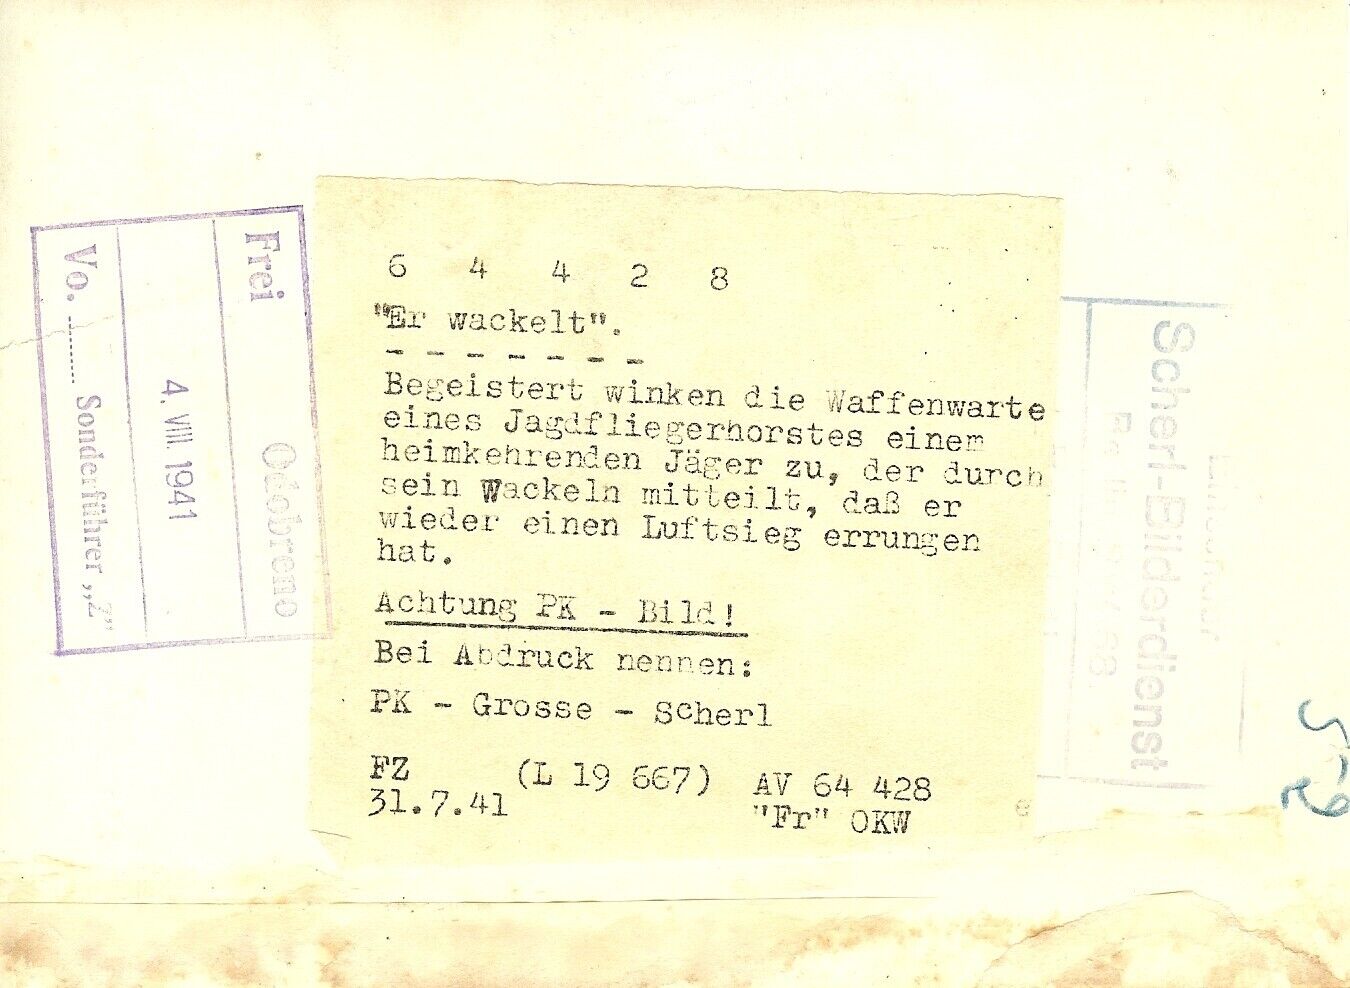 6 4 4 2 8
"Er wackelt".
- - - - - - -
Begeistert winken die Waffenwarte
eines Jagdfliegerhorstes einem
heimkehrenden Jäger zu, der durch
sein Wackeln mitteilt, daß er
wieder einen Luftsieg errungen
hat.
Achtung PK - Bild!
Bei Abdruck nennen:
PK - Grosse - Scherl
FZ (L 19 667) AV 64 428
31.7.41 "Fr" OKW
Frei Odobreno
4. VIII. 1941
Vo. ......... Sonderführer „Z"
Scherl-Bilderdienst